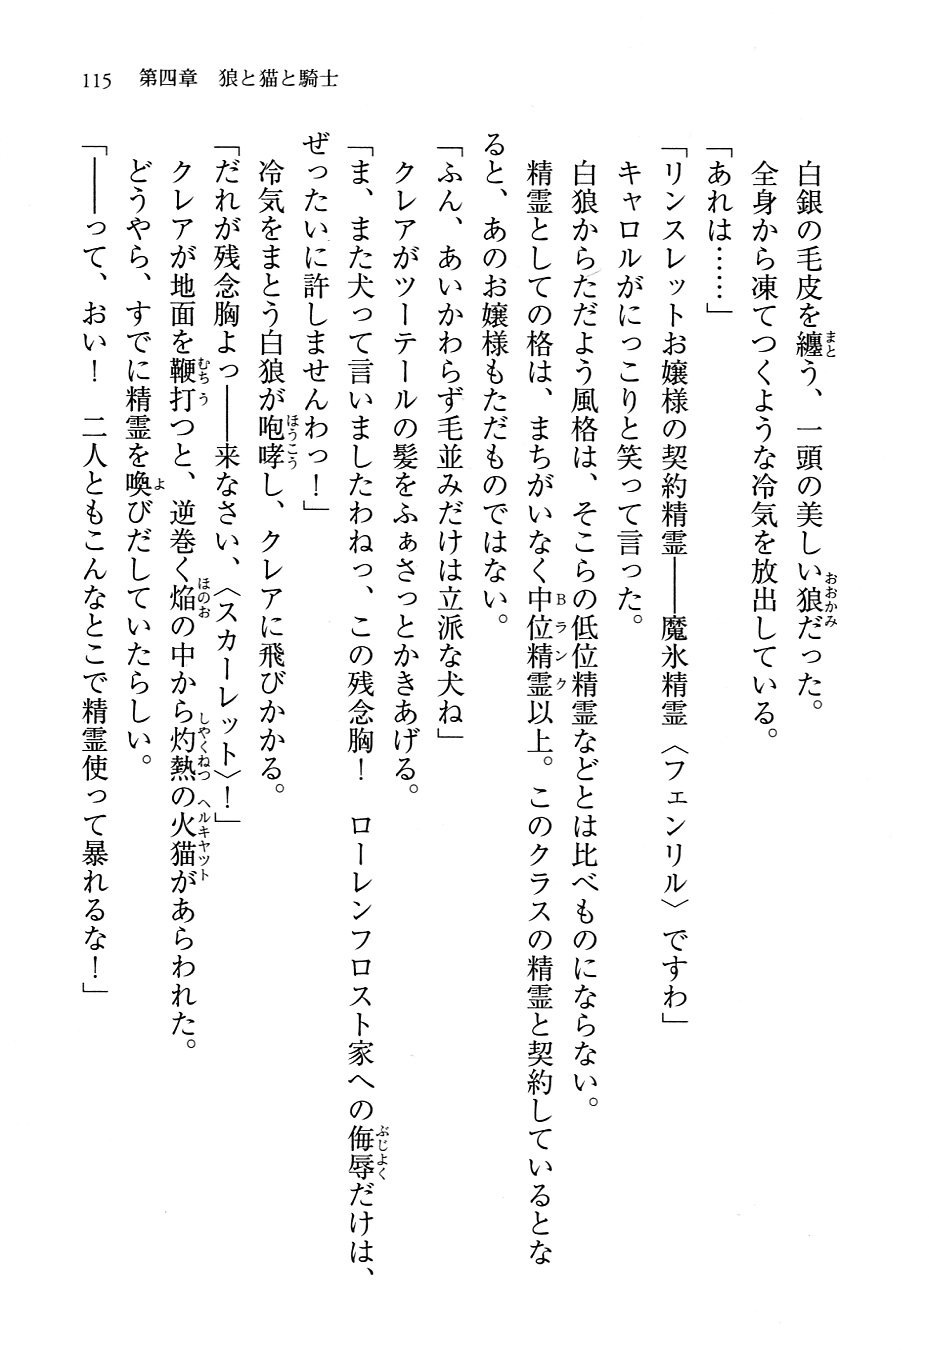 115　第四章　狼と猫と騎士
　白銀の毛皮を纏う、一頭の美しい狼だった。
　全身から凍てつくような冷気を放出している。
「あれは……」
「リンスレットお嬢様の契約精霊――魔氷精霊〈フェンリル〉ですわ」
　キャロルがにっこりと笑って言った。
　白狼からただよう風格は、そこらの低位精霊などとは比べものにならない。
　精霊としての格は、まちがいなく中位精霊以上。このクラスの精霊と契約しているとな
ると、あのお嬢様もただものではない。
「ふん、あいかわらず毛並みだけは立派な犬ね」
　クレアがツーテールの髪をふぁさっとかきあげる。
「ま、また犬って言いましたわねっ、この残念胸！　ローレンフロスト家への侮辱だけは、
ぜったいに許しませんわっ！」
　冷気をまとう白狼が咆哮し、クレアに飛びかかる。
「だれが残念胸よっ――来なさい、〈スカーレット〉！」
　クレアが地面を鞭打つと、逆巻く焔の中から灼熱の火猫があらわれた。
　どうやら、すでに精霊を喚びだしていたらしい。
「――って、おい！　二人ともこんなとこで精霊使って暴れるな！」